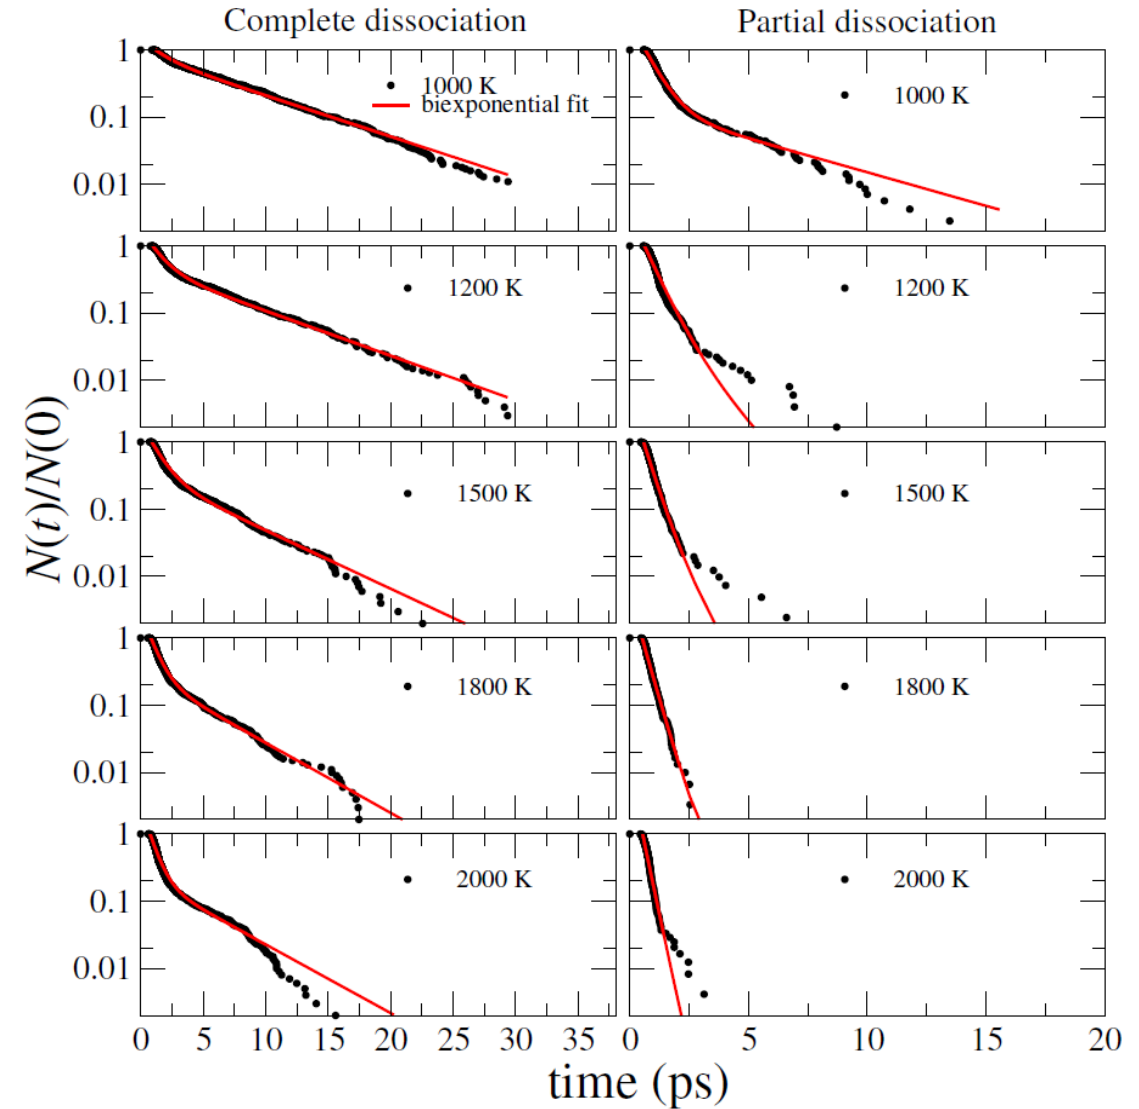 Complete dissociation Partial dissociation
1 1000 K 1000 K
biexponential fit
0.1
0.01
1 1200 K 1200 K
0.1
0.01
1 1500 K 1500 K
0.1
0.01
1 1800 K 1800 K
0.1
0.01
1 2000 K 2000 K
0.1
0.01
N(t)/N(0)
0 5 10 15 20 25 30 35 0 5 10 15 20
time (ps)